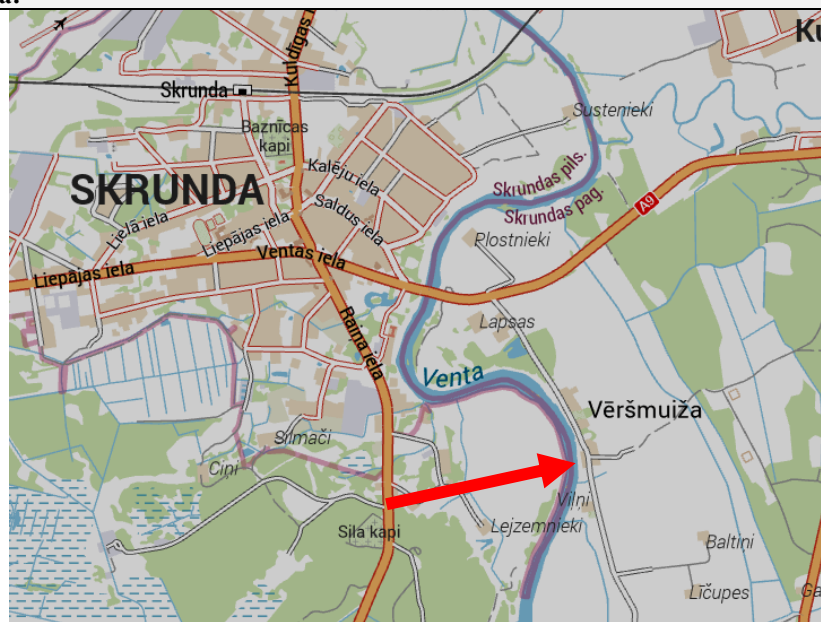 a.
Ku
Kuldīgas iela
Skrunda
Baznīcas
kapi
Sustenieki
Kalēju iela
SKRUNDA
Saldus iela
Skrundas pils.
Skrundas pag.
A9
Lielā iela
Liepājas iela
Plostnieki
Ventas iela
Liepājas iela
Raiņa iela
Lapsas
Venta
Vēršmuiža
Silmači
Ciņi
Viļņi
Sila kapi
Lejzemnieki
Baltiņi
Līčupes
Ga